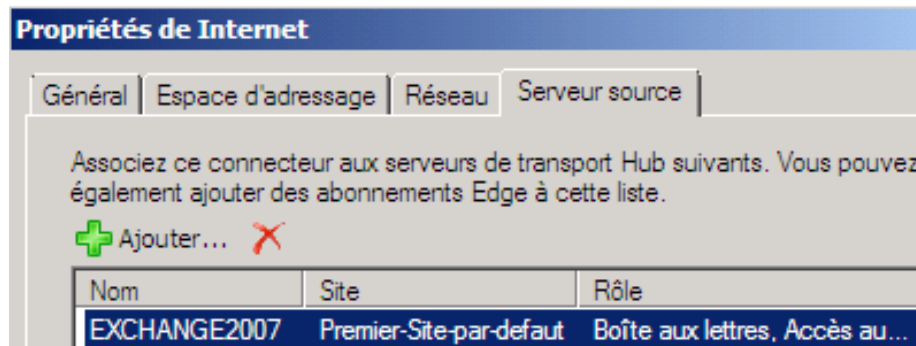 Propriétés de Internet
Général Espace d'adressage Réseau Serveur source
Associez ce connecteur aux serveurs de transport Hub suivants. Vous pouvez
également ajouter des abonnements Edge à cette liste.
Ajouter...
Nom Site Rôle
EXCHANGE2007 Premier-Site-par-defaut Boîte aux lettres, Accès au...